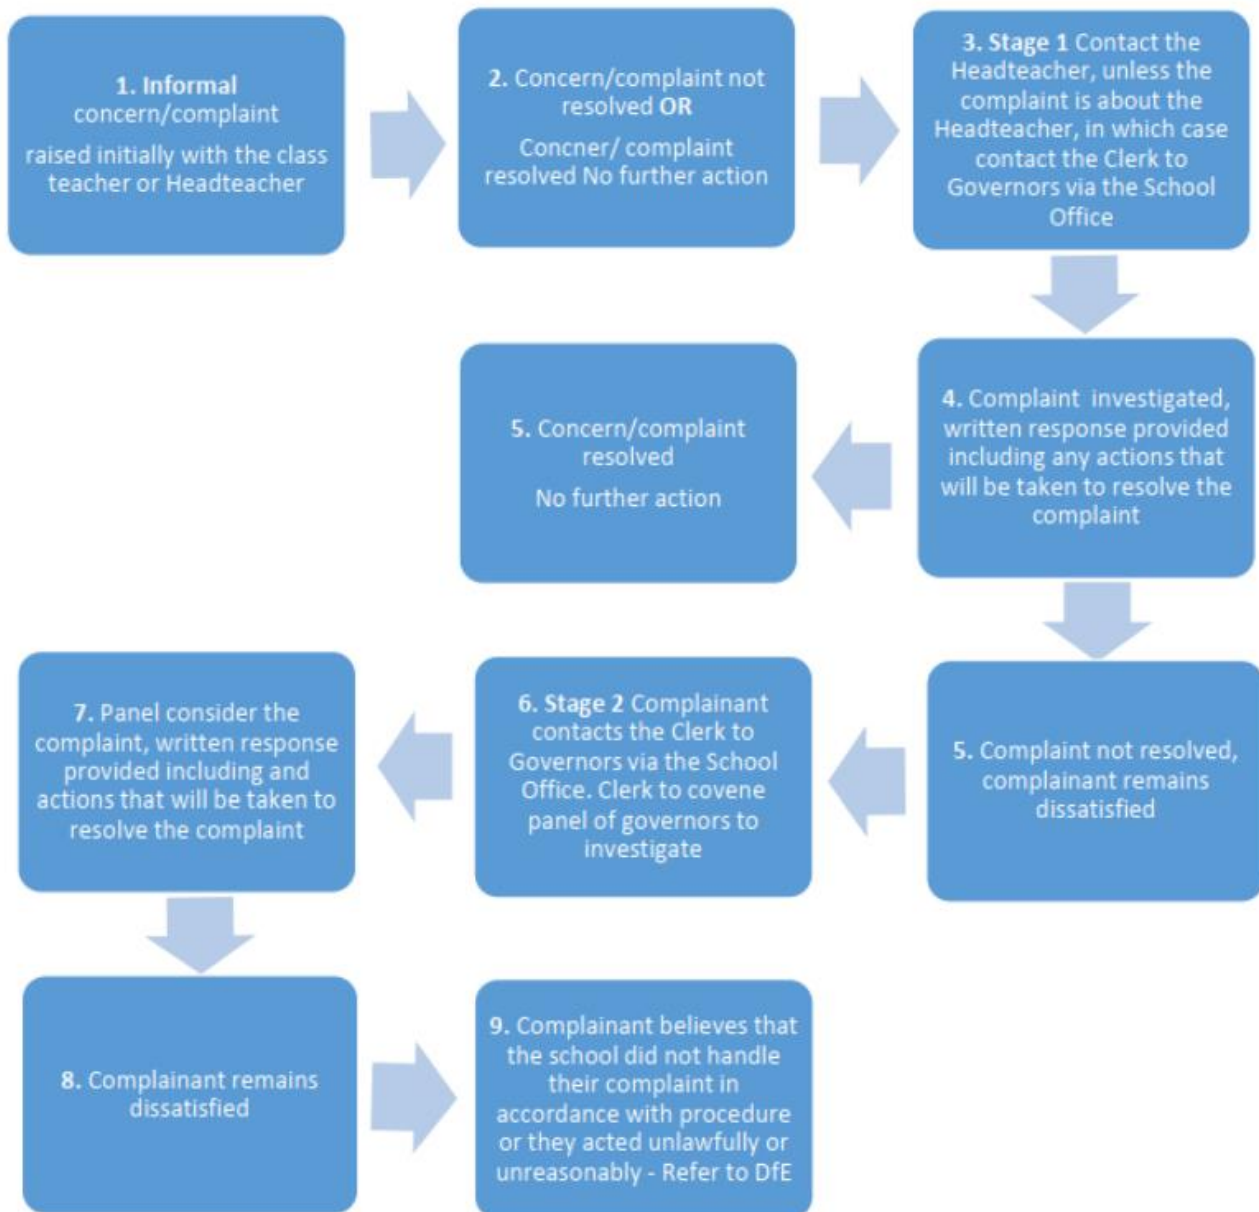 1. Informal
concern/complaint
raised initially with the class
teacher or Headteacher
2. Concern/complaint not
resolved OR
Concner/ complaint
resolved No further action
3. Stage 1 Contact the
Headteacher, unless the
complaint is about the
Headteacher, in which case
contact the Clerk to
Governors via the School
Office
4. Complaint investigated,
written response provided
including any actions that
will be taken to resolve the
complaint
5. Concern/complaint
resolved
No further action
5. Complaint not resolved,
complainant remains
dissatisfied
6. Stage 2 Complainant
contacts the Clerk to
Governors via the School
Office. Clerk to covene
panel of governors to
investigate
7. Panel consider the
complaint, written response
provided including and
actions that will be taken to
resolve the complaint
8. Complainant remains
dissatisfied
9. Complainant believes that
the school did not handle
their complaint in
accordance with procedure
or they acted unlawfully or
unreasonably - Refer to DfE